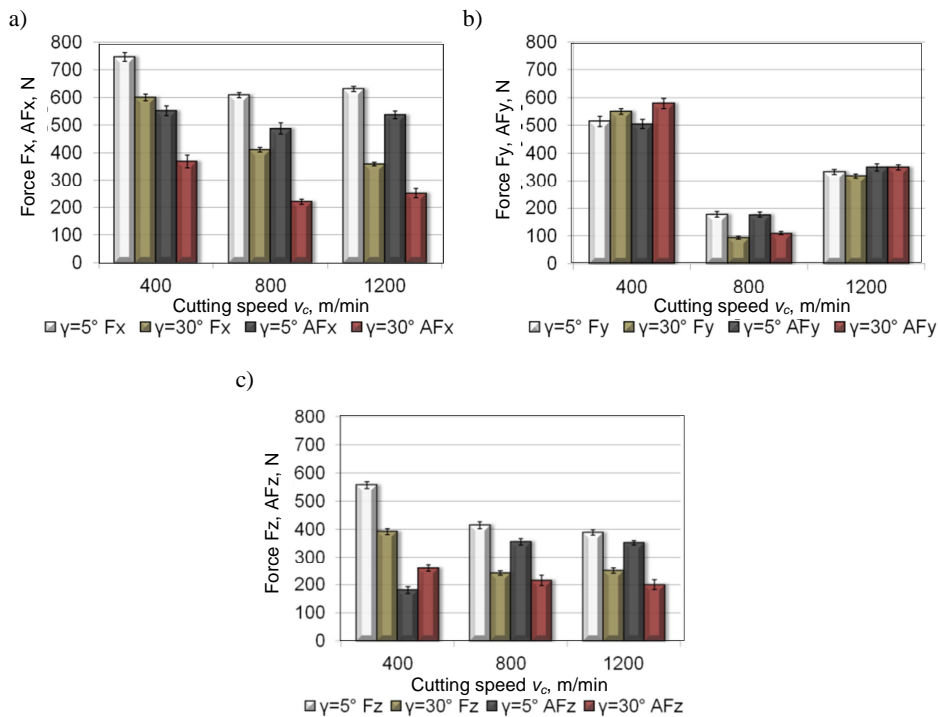 a)
800
700
600
500
400
300
200
100
0
Force Fx, AFx, N
400 800 1200
Cutting speed vc, m/min
γ=5° Fx γ=30° Fx γ=5° AFx γ=30° AFx
b)
800
700
600
500
400
300
200
100
0
Force Fy, AFy, N
400 800 1200
Cutting speed vc, m/min
γ=5° Fy γ=30° Fy γ=5° AFy γ=30° AFy
c)
800
700
600
500
400
300
200
100
0
Force Fz, AFz, N
400 800 1200
Cutting speed vc, m/min
γ=5° Fz γ=30° Fz γ=5° AFz γ=30° AFz